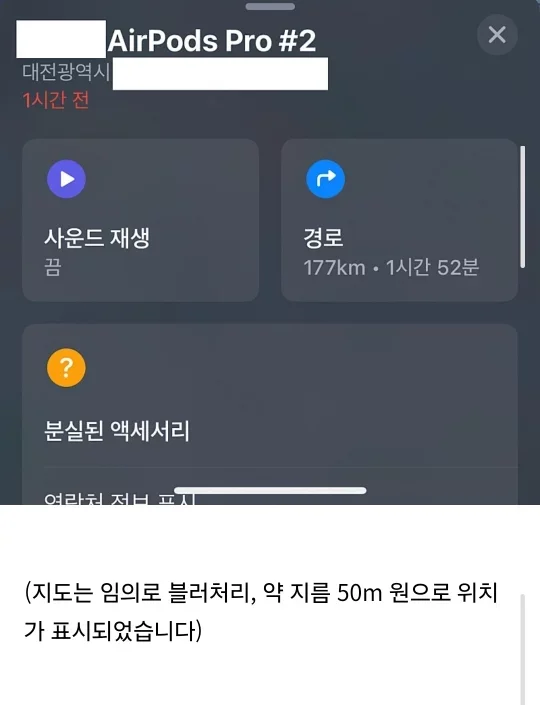 AirPods Pro #2
대전광역시
1시간 전
사운드 재생
끔
경로
177km • 1시간 52분
?
분실된 액세서리
연락처 정보 표시
(지도는 임의로 블러처리, 약 지름 50m 원으로 위치
가 표시되었습니다)